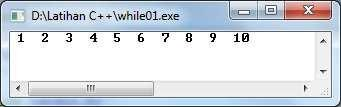 D:\Latihan C++\while01.exe
1 2 3 4 5 6 7 8 9 10